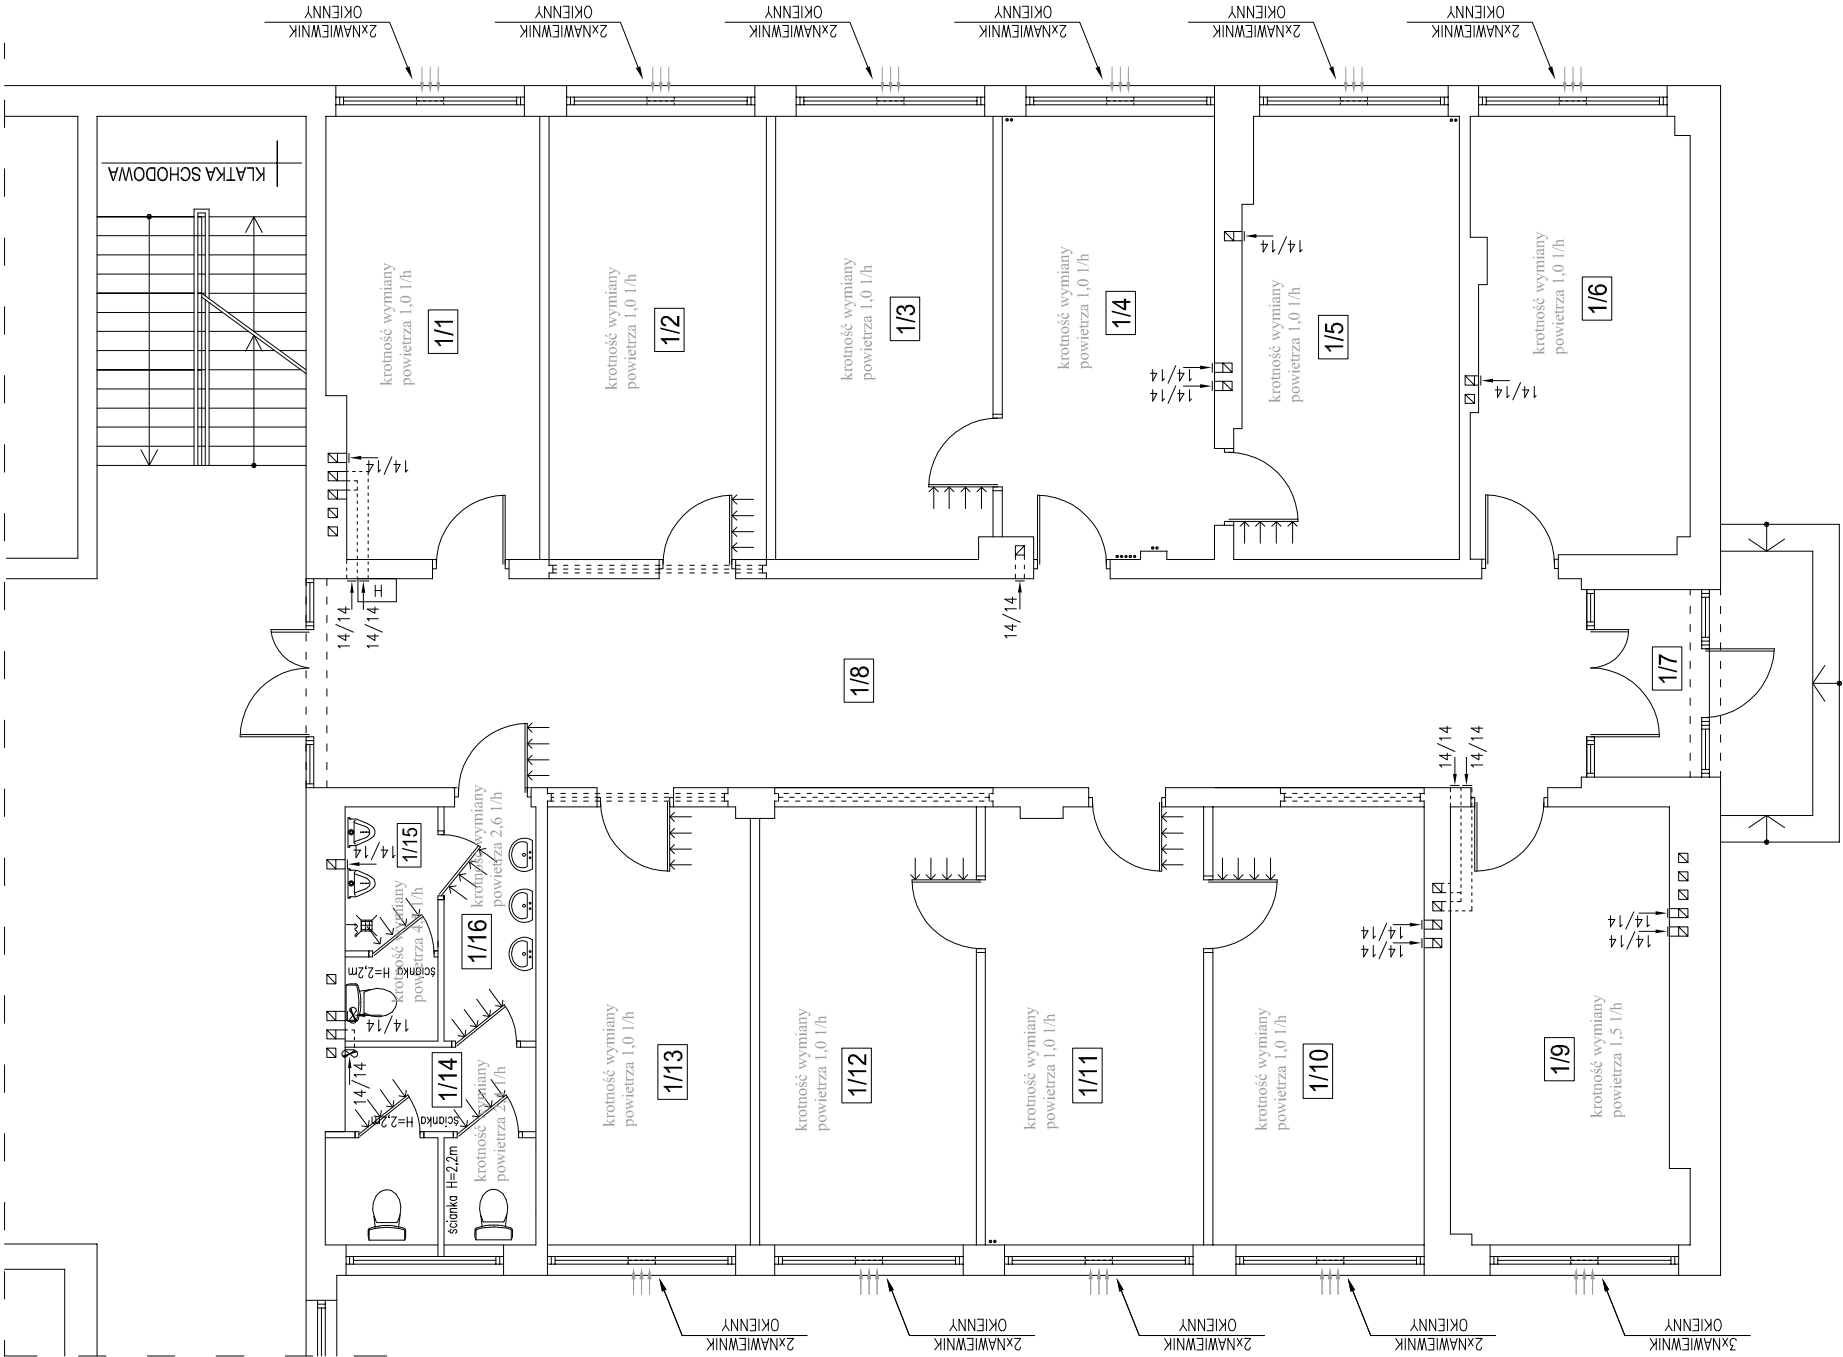 2xNAWIEWNIK
OKIENNY
2xNAWIEWNIK
OKIENNY
2xNAWIEWNIK
OKIENNY
2xNAWIEWNIK
OKIENNY
2xNAWIEWNIK
OKIENNY
2xNAWIEWNIK
OKIENNY
KLATKA SCHODOWA
krotność wymiany
powietrza 1,0 1/h
1/1
krotność wymiany
powietrza 1,0 1/h
1/2
krotność wymiany
powietrza 1,0 1/h
1/3
krotność wymiany
powietrza 1,0 1/h
1/4
krotność wymiany
powietrza 1,0 1/h
1/5
krotność wymiany
powietrza 1,0 1/h
1/6
14/14
14/14
14/14
14/14
14/14
14/14
14/14
H
14/14
1/8
1/7
14/14
14/14
14/14
1/15
krotność wymiany
powietrza 2,6 1/h
krotność wymiany
1/16
ścianka
H=2,2m
14/14
14/14
1/14
ścianka
H=2,2m
krotność wymiany
ścianka H=2,2m
krotność wymiany
powietrza 1,0 1/h
1/13
krotność wymiany
powietrza 1,0 1/h
1/12
krotność wymiany
powietrza 1,0 1/h
1/11
krotność wymiany
powietrza 1,0 1/h
1/10
14/14
14/14
krotność wymiany
powietrza 1,5 1/h
1/9
14/14
14/14
2xNAWIEWNIK
OKIENNY
2xNAWIEWNIK
OKIENNY
2xNAWIEWNIK
OKIENNY
2xNAWIEWNIK
OKIENNY
3xNAWIEWNIK
OKIENNY